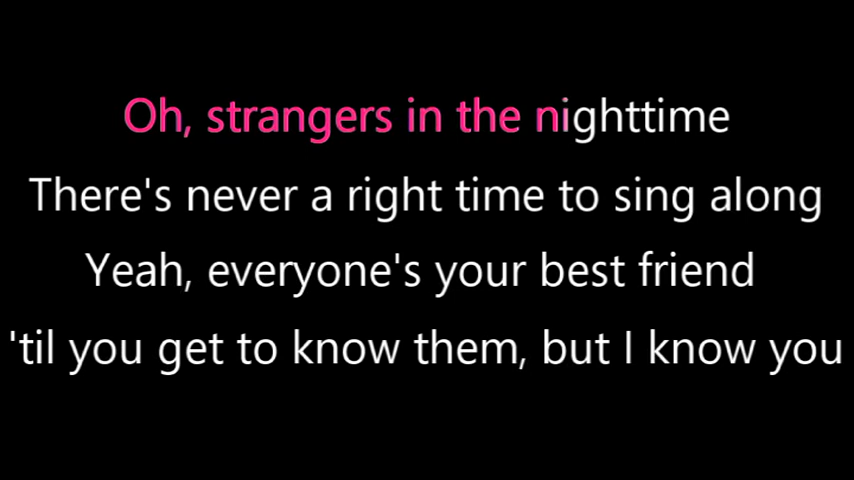 Oh, strangers in the nighttime
There's never a right time to sing along
Yeah, everyone's your best friend
'til you get to know them, but I know you